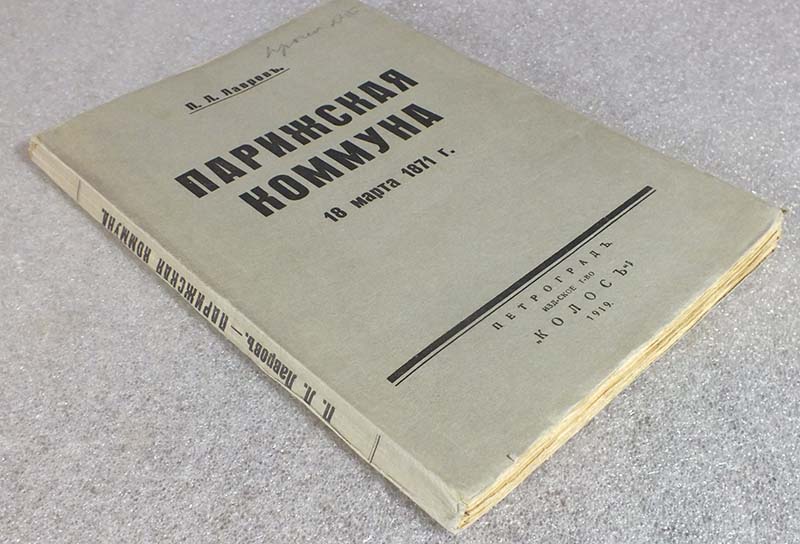 П. Л. Лавровъ.
ПАРИЖСКАЯ
КОММУНА
18 марта 1871 г.
ПЕТРОГРАДЪ.
ИЗД-СКОЕ Т-ВО
„КОЛОСЪ“
1919.
П. Л. Лавровъ. — ПАРИЖСКАЯ КОММУНА.